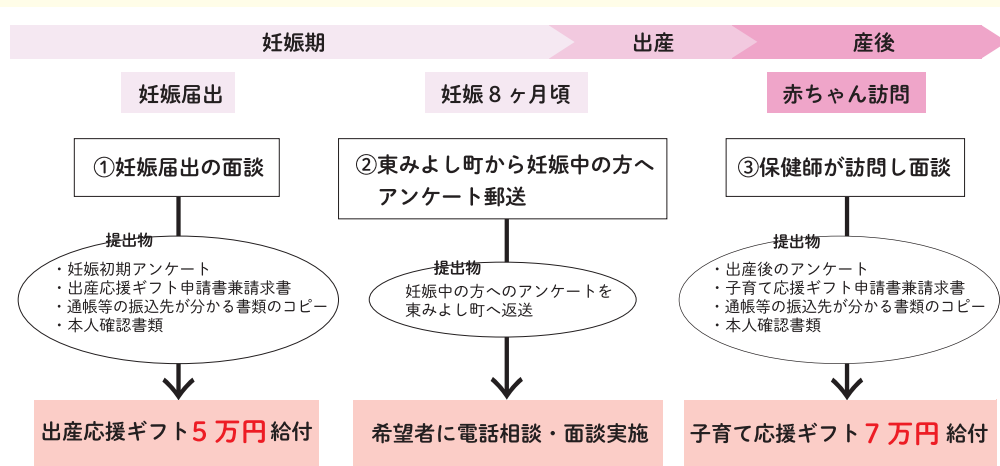 妊娠期
出産
産後
妊娠届出
妊娠8ヶ月頃
赤ちゃん訪問
①妊娠届出の面談
②東みよし町から妊娠中の方へ
アンケート郵送
③保健師が訪問し面談
提出物
・妊娠初期アンケート
・出産応援ギフト申請書兼請求書
・通帳等の振込先が分かる書類のコピー
・本人確認書類
提出物
妊娠中の方へのアンケートを
東みよし町へ返送
提出物
・出産後のアンケート
・子育て応援ギフト申請書兼請求書
・通帳等の振込先が分かる書類のコピー
・本人確認書類
出産応援ギフト5万円給付
希望者に電話相談・面談実施
子育て応援ギフト7万円給付